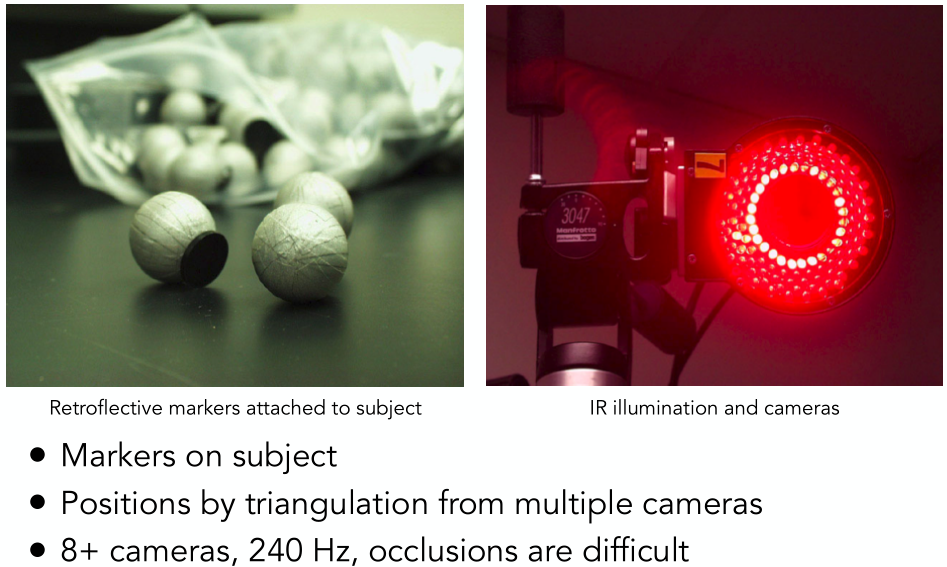 7
3047
Manfrotto
Retroflective markers attached to subject
IR illumination and cameras
• Markers on subject
• Positions by triangulation from multiple cameras
• 8+ cameras, 240 Hz, occlusions are difficult